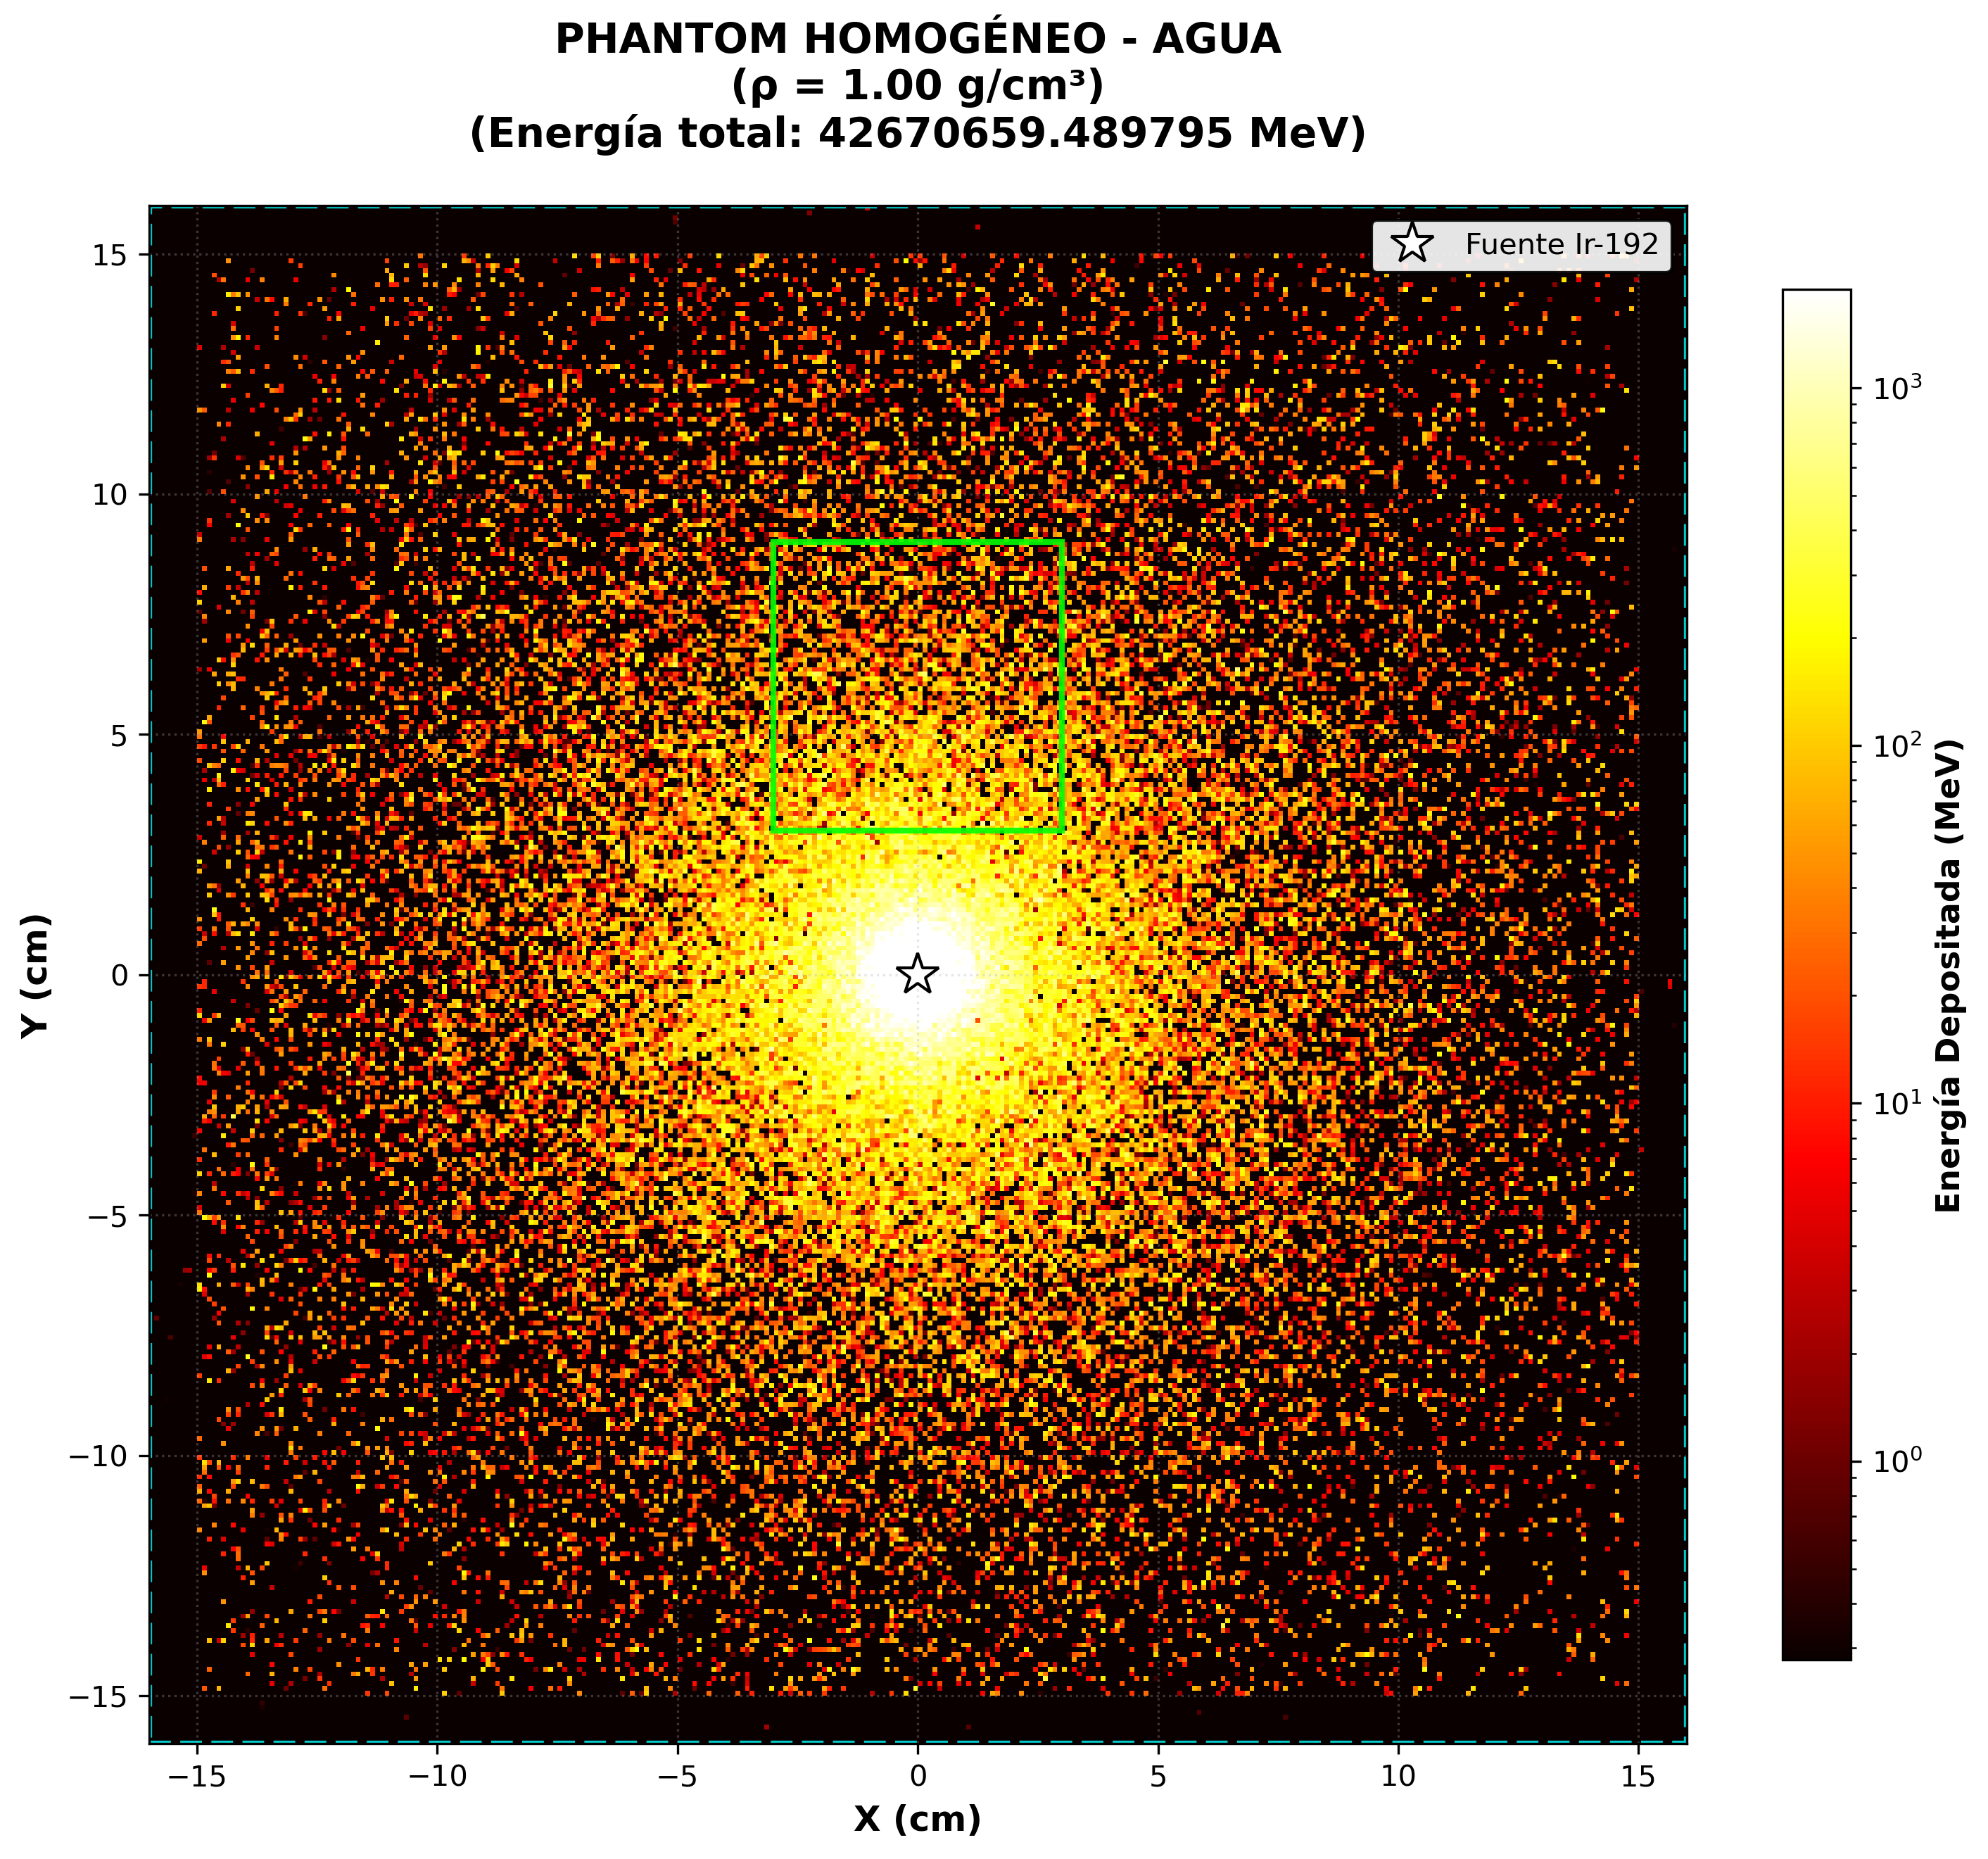 PHANTOM HOMOGÉNEO - AGUA
(ρ = 1.00 g/cm³)
(Energía total: 42670659.489795 MeV)
Fuente Ir-192
15
10
5
0
−5
−10
−15
Y (cm)
−15
−10
−5
0
5
10
15
X (cm)
10³
10²
10¹
10⁰
Energía Depositada (MeV)